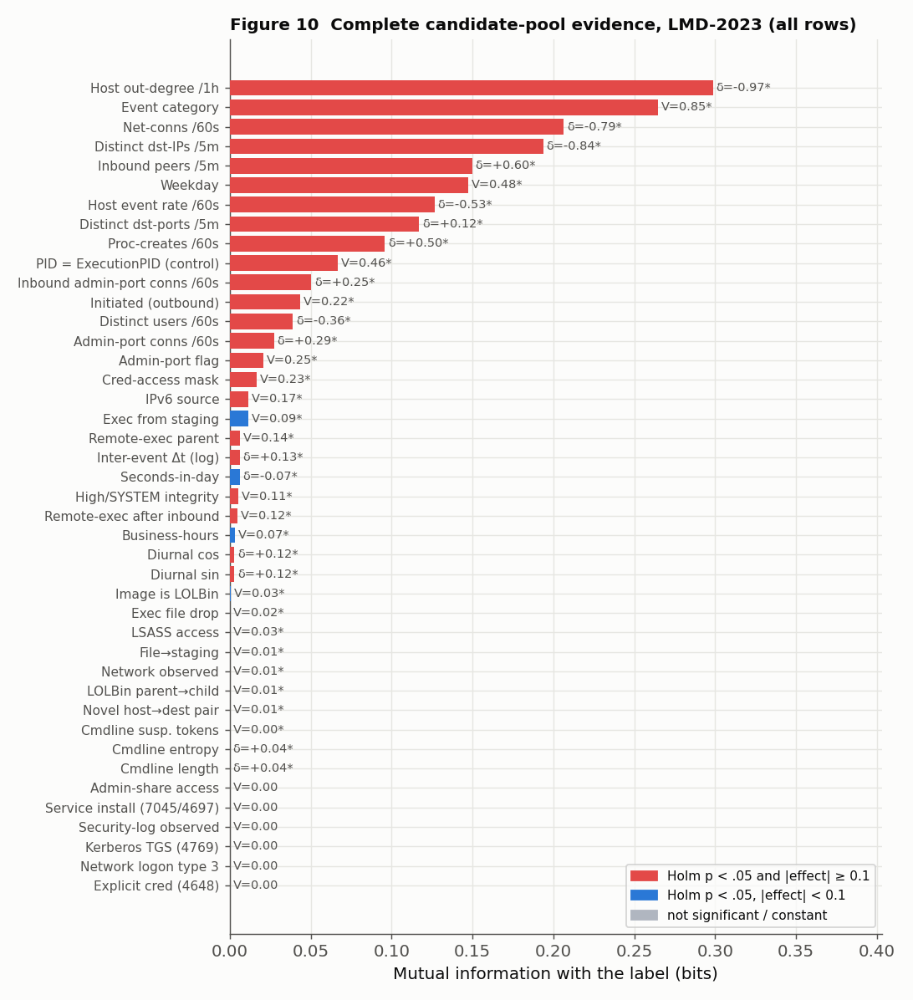 Figure 10  Complete candidate-pool evidence, LMD-2023 (all rows)
Host out-degree /1h δ=-0.97*
Event category V=0.85*
Net-conns /60s δ=-0.79*
Distinct dst-IPs /5m δ=-0.84*
Inbound peers /5m δ=+0.60*
Weekday V=0.48*
Host event rate /60s δ=-0.53*
Distinct dst-ports /5m δ=+0.12*
Proc-creates /60s δ=+0.50*
PID = ExecutionPID (control) V=0.46*
Inbound admin-port conns /60s δ=+0.25*
Initiated (outbound) V=0.22*
Distinct users /60s δ=-0.36*
Admin-port conns /60s δ=+0.29*
Admin-port flag V=0.25*
Cred-access mask V=0.23*
IPv6 source V=0.17*
Exec from staging V=0.09*
Remote-exec parent V=0.14*
Inter-event Δt (log) δ=+0.13*
Seconds-in-day δ=-0.07*
High/SYSTEM integrity V=0.11*
Remote-exec after inbound V=0.12*
Business-hours V=0.07*
Diurnal cos δ=+0.12*
Diurnal sin δ=+0.12*
Image is LOLBin V=0.03*
Exec file drop V=0.02*
LSASS access V=0.03*
File→staging V=0.01*
Network observed V=0.01*
LOLBin parent→child V=0.01*
Novel host→dest pair V=0.01*
Cmdline susp. tokens V=0.00*
Cmdline entropy δ=+0.04*
Cmdline length δ=+0.04*
Admin-share access V=0.00
Service install (7045/4697) V=0.00
Security-log observed V=0.00
Kerberos TGS (4769) V=0.00
Network logon type 3 V=0.00
Explicit cred (4648) V=0.00
Holm p < .05 and |effect| ≥ 0.1
Holm p < .05, |effect| < 0.1
not significant / constant
0.00 0.05 0.10 0.15 0.20 0.25 0.30 0.35 0.40
Mutual information with the label (bits)